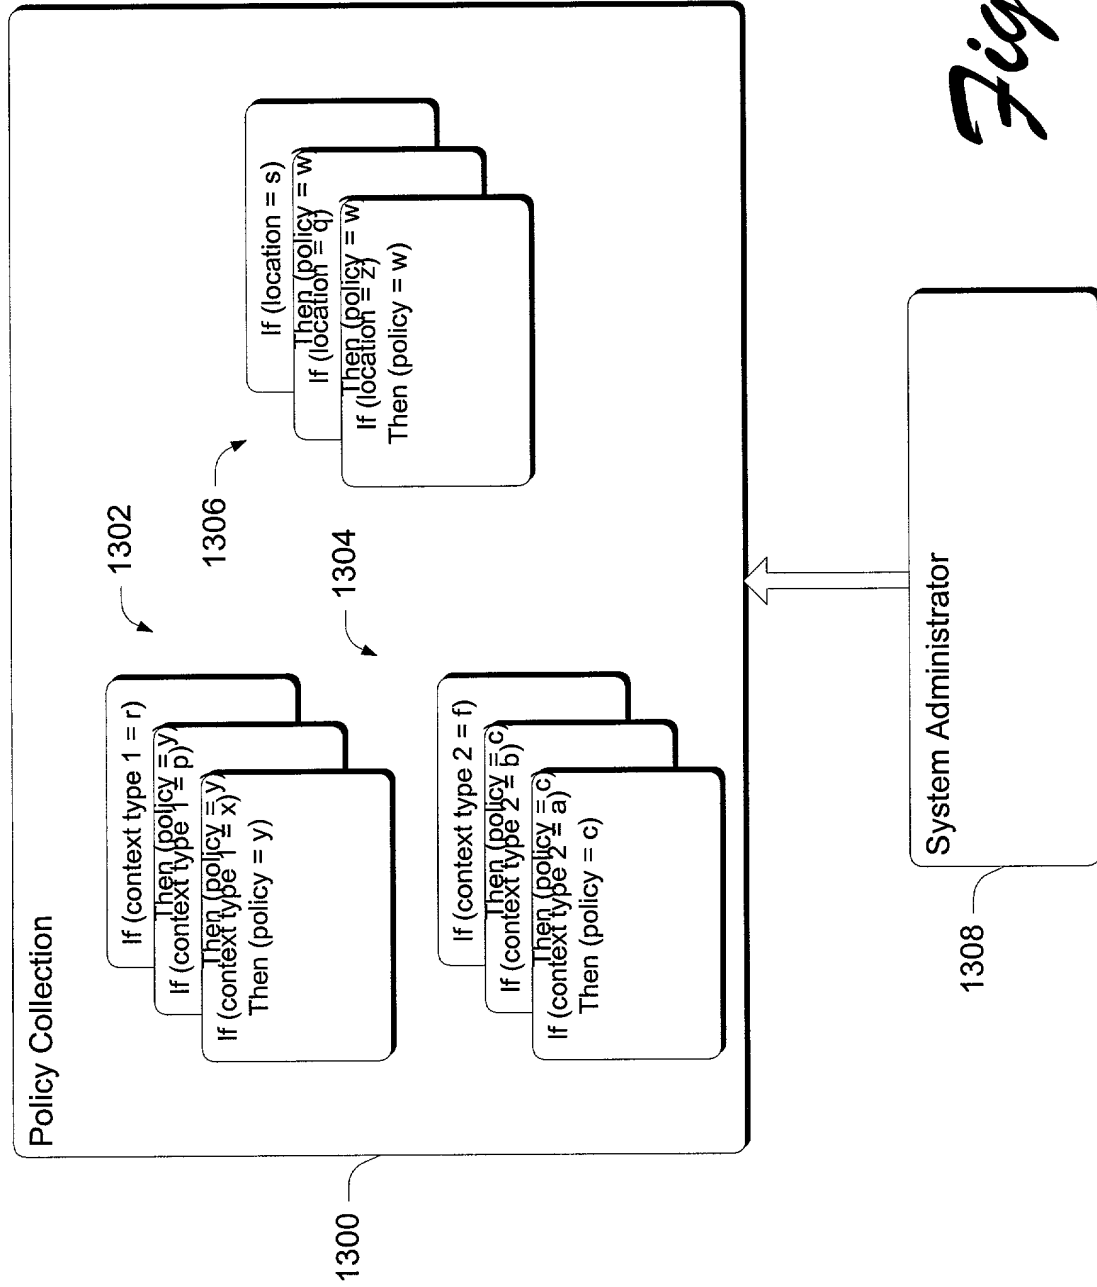 Policy Collection
1302
If (context type 1 = r)
Then (policy = y)
If (context type 1 = p)
Then (policy = y)
If (context type 1 = x)
Then (policy = y)
1306
If (location = s)
Then (policy = w)
If (location = q)
Then (policy = w)
If (location = z)
Then (policy = w)
1304
If (context type 2 = f)
Then (policy = c)
If (context type 2 = b)
Then (policy = c)
If (context type 2 = a)
Then (policy = c)
1300
System Administrator
1308
Fig